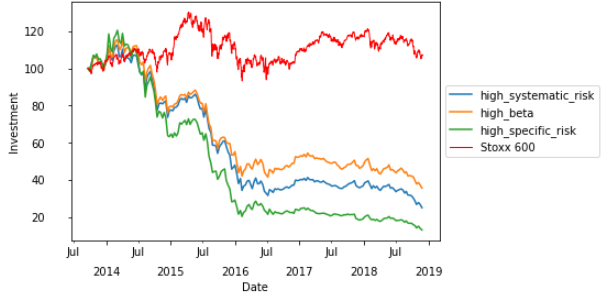 120
100
80
60
40
20
Investment
Jul Jul Jul Jul Jul Jul
2014 2015 2016 2017 2018 2019
Date
high_systematic_risk
high_beta
high_specific_risk
Stoxx 600